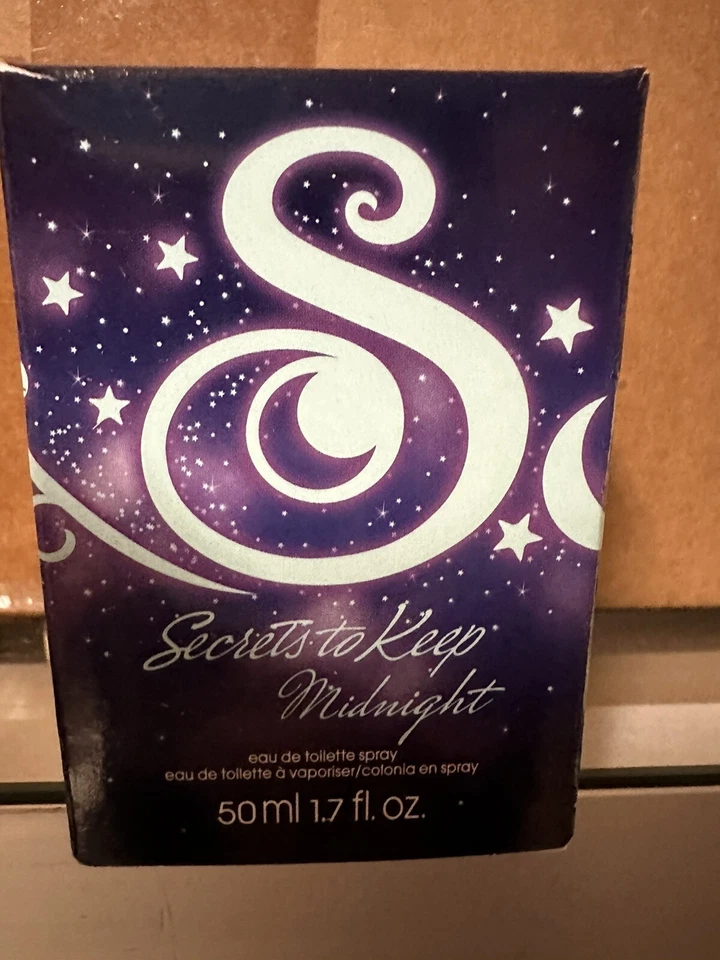 S
Secrets to Keep
Midnight
eau de toilette spray
eau de toilette à vaporiser/colonia en spray
50ml 1.7 fl. oz.